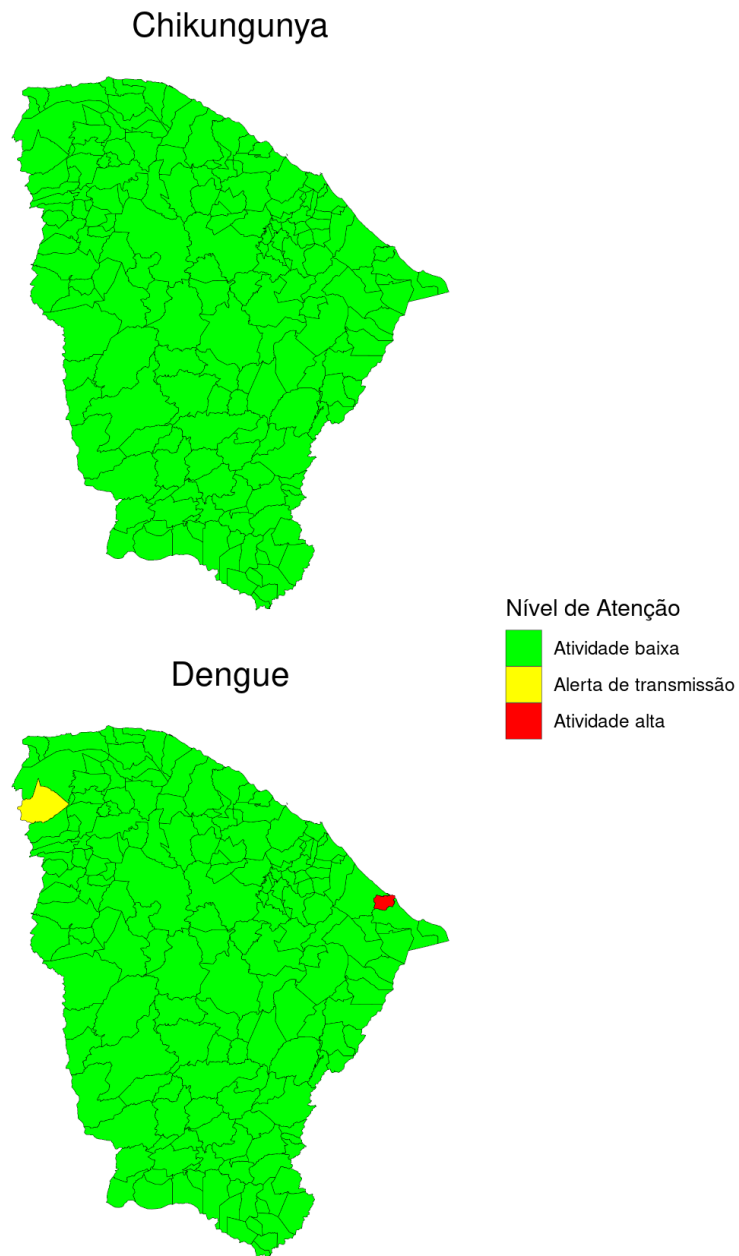 Chikungunya
Nível de Atenção
Atividade baixa
Alerta de transmissão
Atividade alta
Dengue